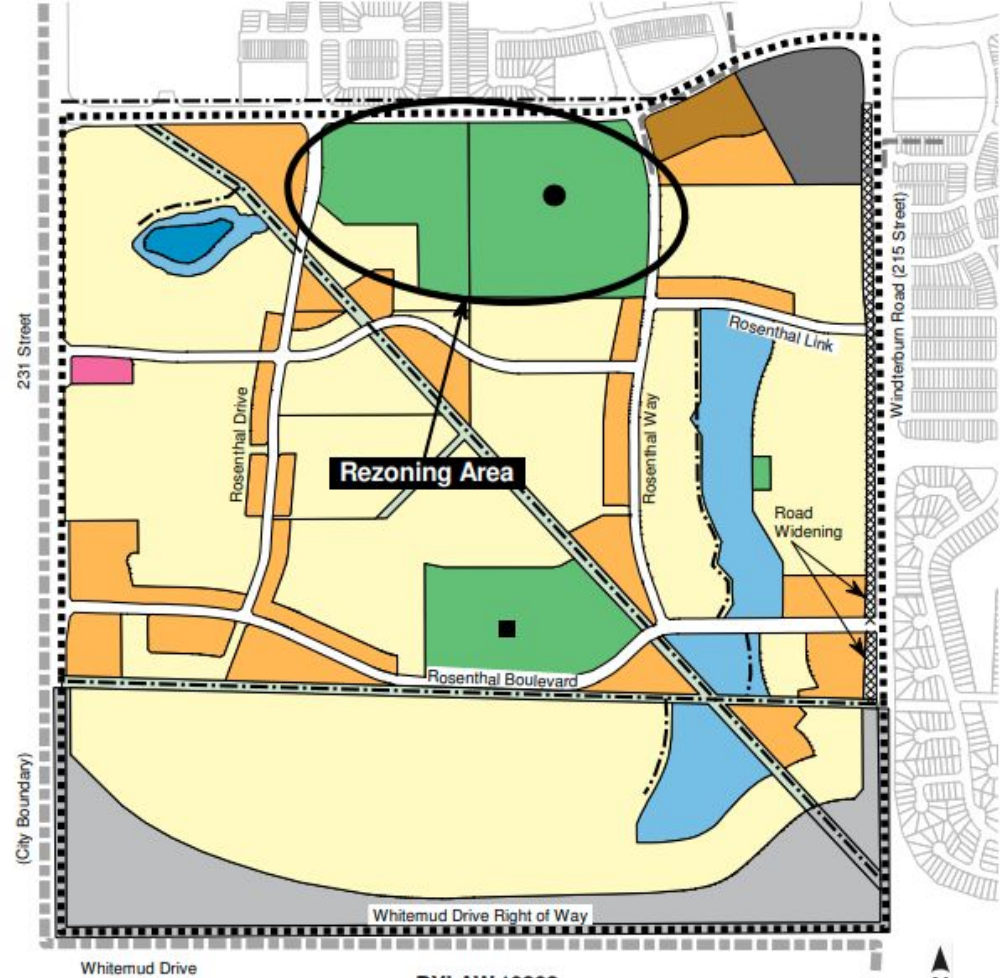 231 Street
(City Boundary)
Rosenthal Drive
Rezoning Area
Rosenthal Way
Rosenthal Link
Windterburn Road (215 Street)
Road
Widening
Rosenthal Boulevard
Whitemud Drive Right of Way
Whitemud Drive